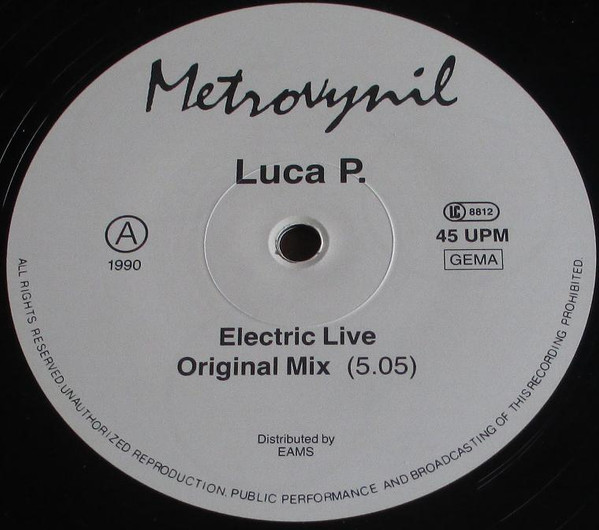 Metrovynil
Luca P.
A
1990
LC 8812
45 UPM
GEMA
Electric Live
Original Mix (5.05)
Distributed by
EAMS
ALL RIGHTS RESERVED.UNAUTHORIZED REPRODUCTION, PUBLIC PERFORMANCE AND BROADCASTING OF THIS RECORDING PROHIBITED